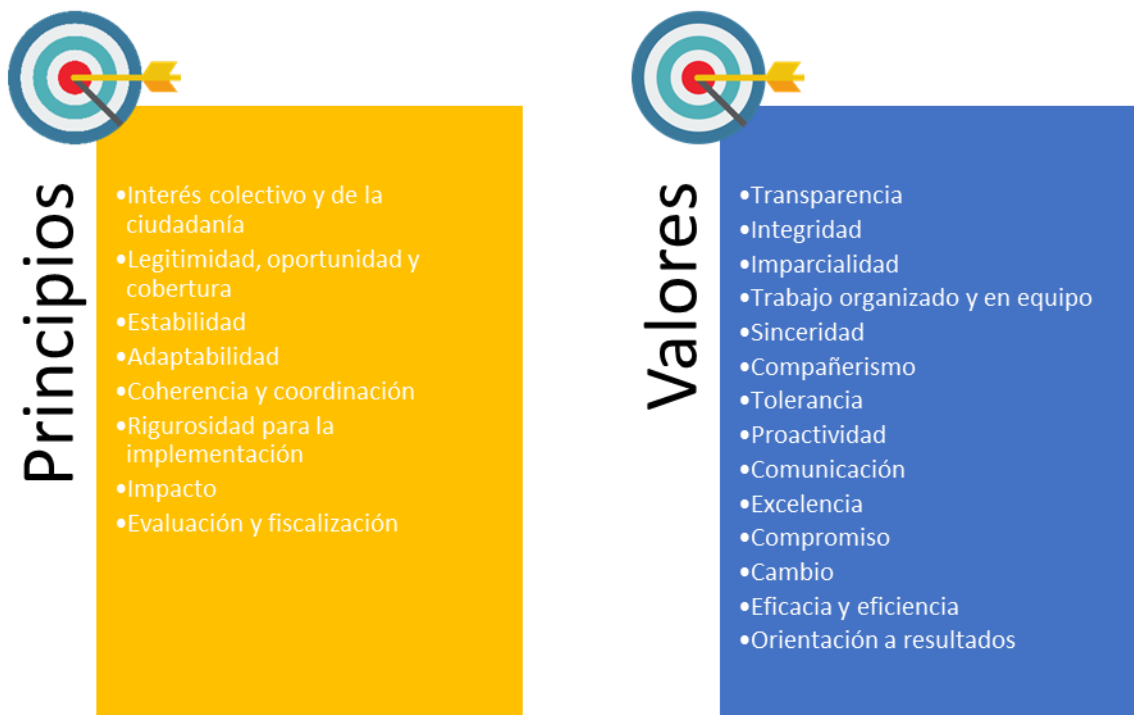 Principios
•Interés colectivo y de la
ciudadanía
•Legitimidad, oportunidad y
cobertura
•Estabilidad
•Adaptabilidad
•Coherencia y coordinación
•Rigurosidad para la
implementación
•Impacto
•Evaluación y fiscalización
Valores
•Transparencia
•Integridad
•Imparcialidad
•Trabajo organizado y en equipo
•Sinceridad
•Compañerismo
•Tolerancia
•Proactividad
•Comunicación
•Excelencia
•Compromiso
•Cambio
•Eficacia y eficiencia
•Orientación a resultados